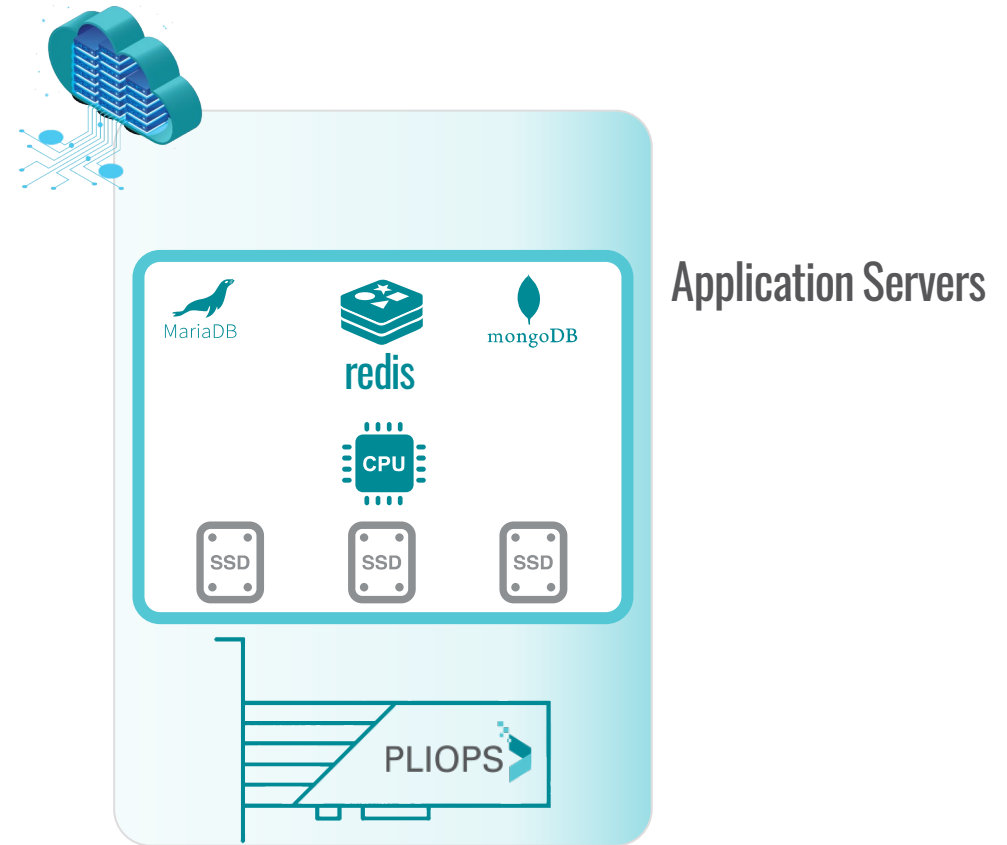 Application Servers
MariaDB
redis
mongoDB
CPU
SSD
SSD
SSD
PLIOPS